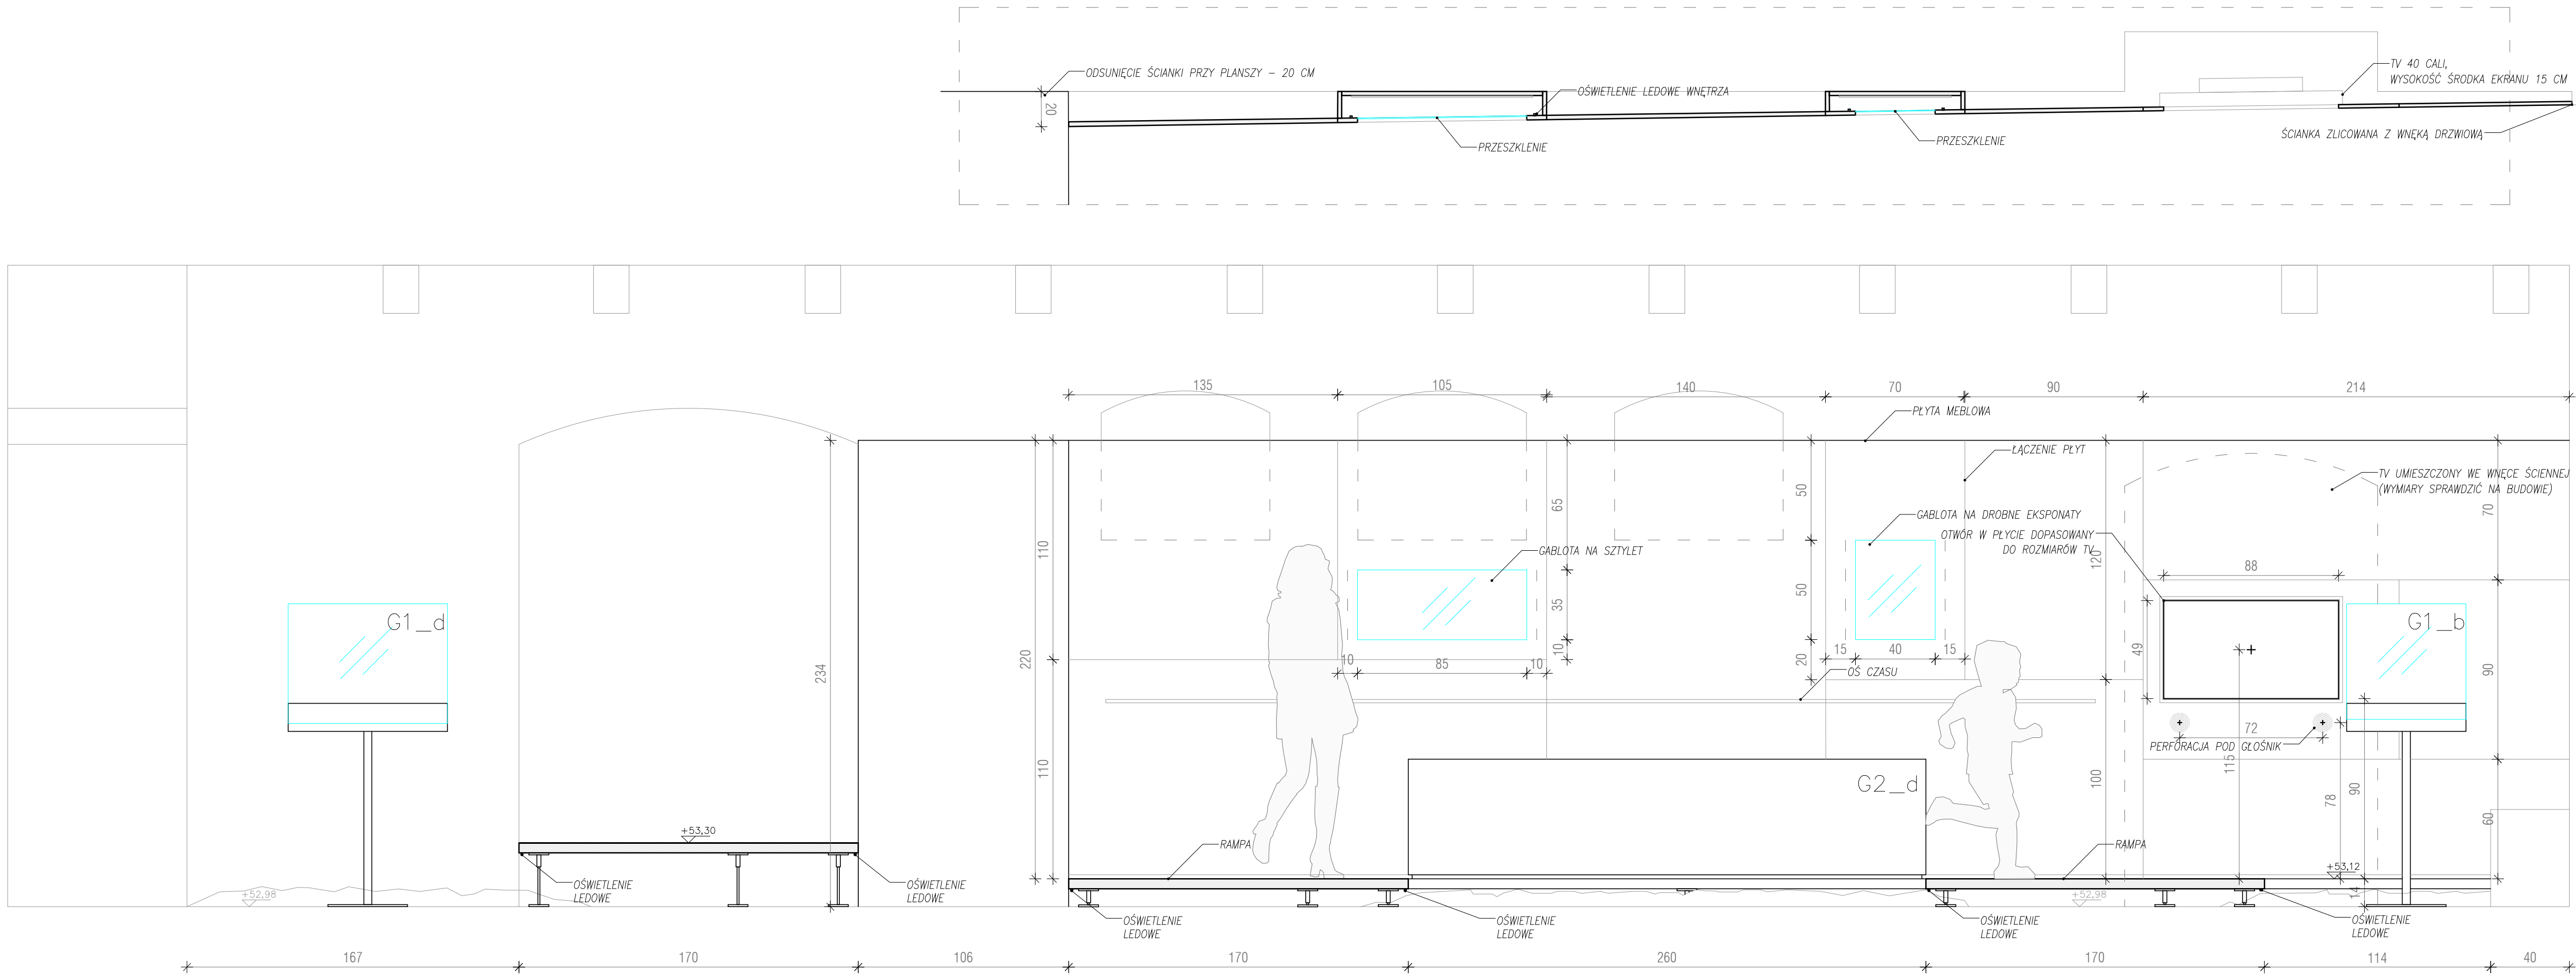 ODSUNIĘCIE ŚCIANKI PRZY PLANSZY – 20 CM
20
OŚWIETLENIE LEDOWE WNĘTRZA
PRZESZKLENIE
PRZESZKLENIE
TV 40 CALI,
WYSOKOŚĆ ŚRODKA EKRANU 15 CM
ŚCIANKA ZLICOWANA Z WNĘKĄ DRZWIOWĄ
135
105
140
70
90
214
PŁYTA MEBLOWA
ŁĄCZENIE PŁYT
TV UMIESZCZONY WE WNĘCE ŚCIENNEJ
(WYMIARY SPRAWDZIĆ NA BUDOWIE)
GABLOTA NA DROBNE EKSPONATY
OTWÓR W PŁYCIE DOPASOWANY
DO ROZMIARÓW TV
GABLOTA NA SZTYLET
110
65
50
120
70
88
G1_d
35
50
49
G1_b
220
234
10
10
85
10
20
15
40
15
OŚ CZASU
90
72
PERFORACJA POD GŁOŚNIK
115
110
100
78
90
60
G2_d
+53,30
RAMPA
RAMPA
+53,12
14
+52,98
+52,98
OŚWIETLENIE
LEDOWE
OŚWIETLENIE
LEDOWE
OŚWIETLENIE
LEDOWE
OŚWIETLENIE
LEDOWE
OŚWIETLENIE
LEDOWE
OŚWIETLENIE
LEDOWE
167
170
106
170
260
170
114
40